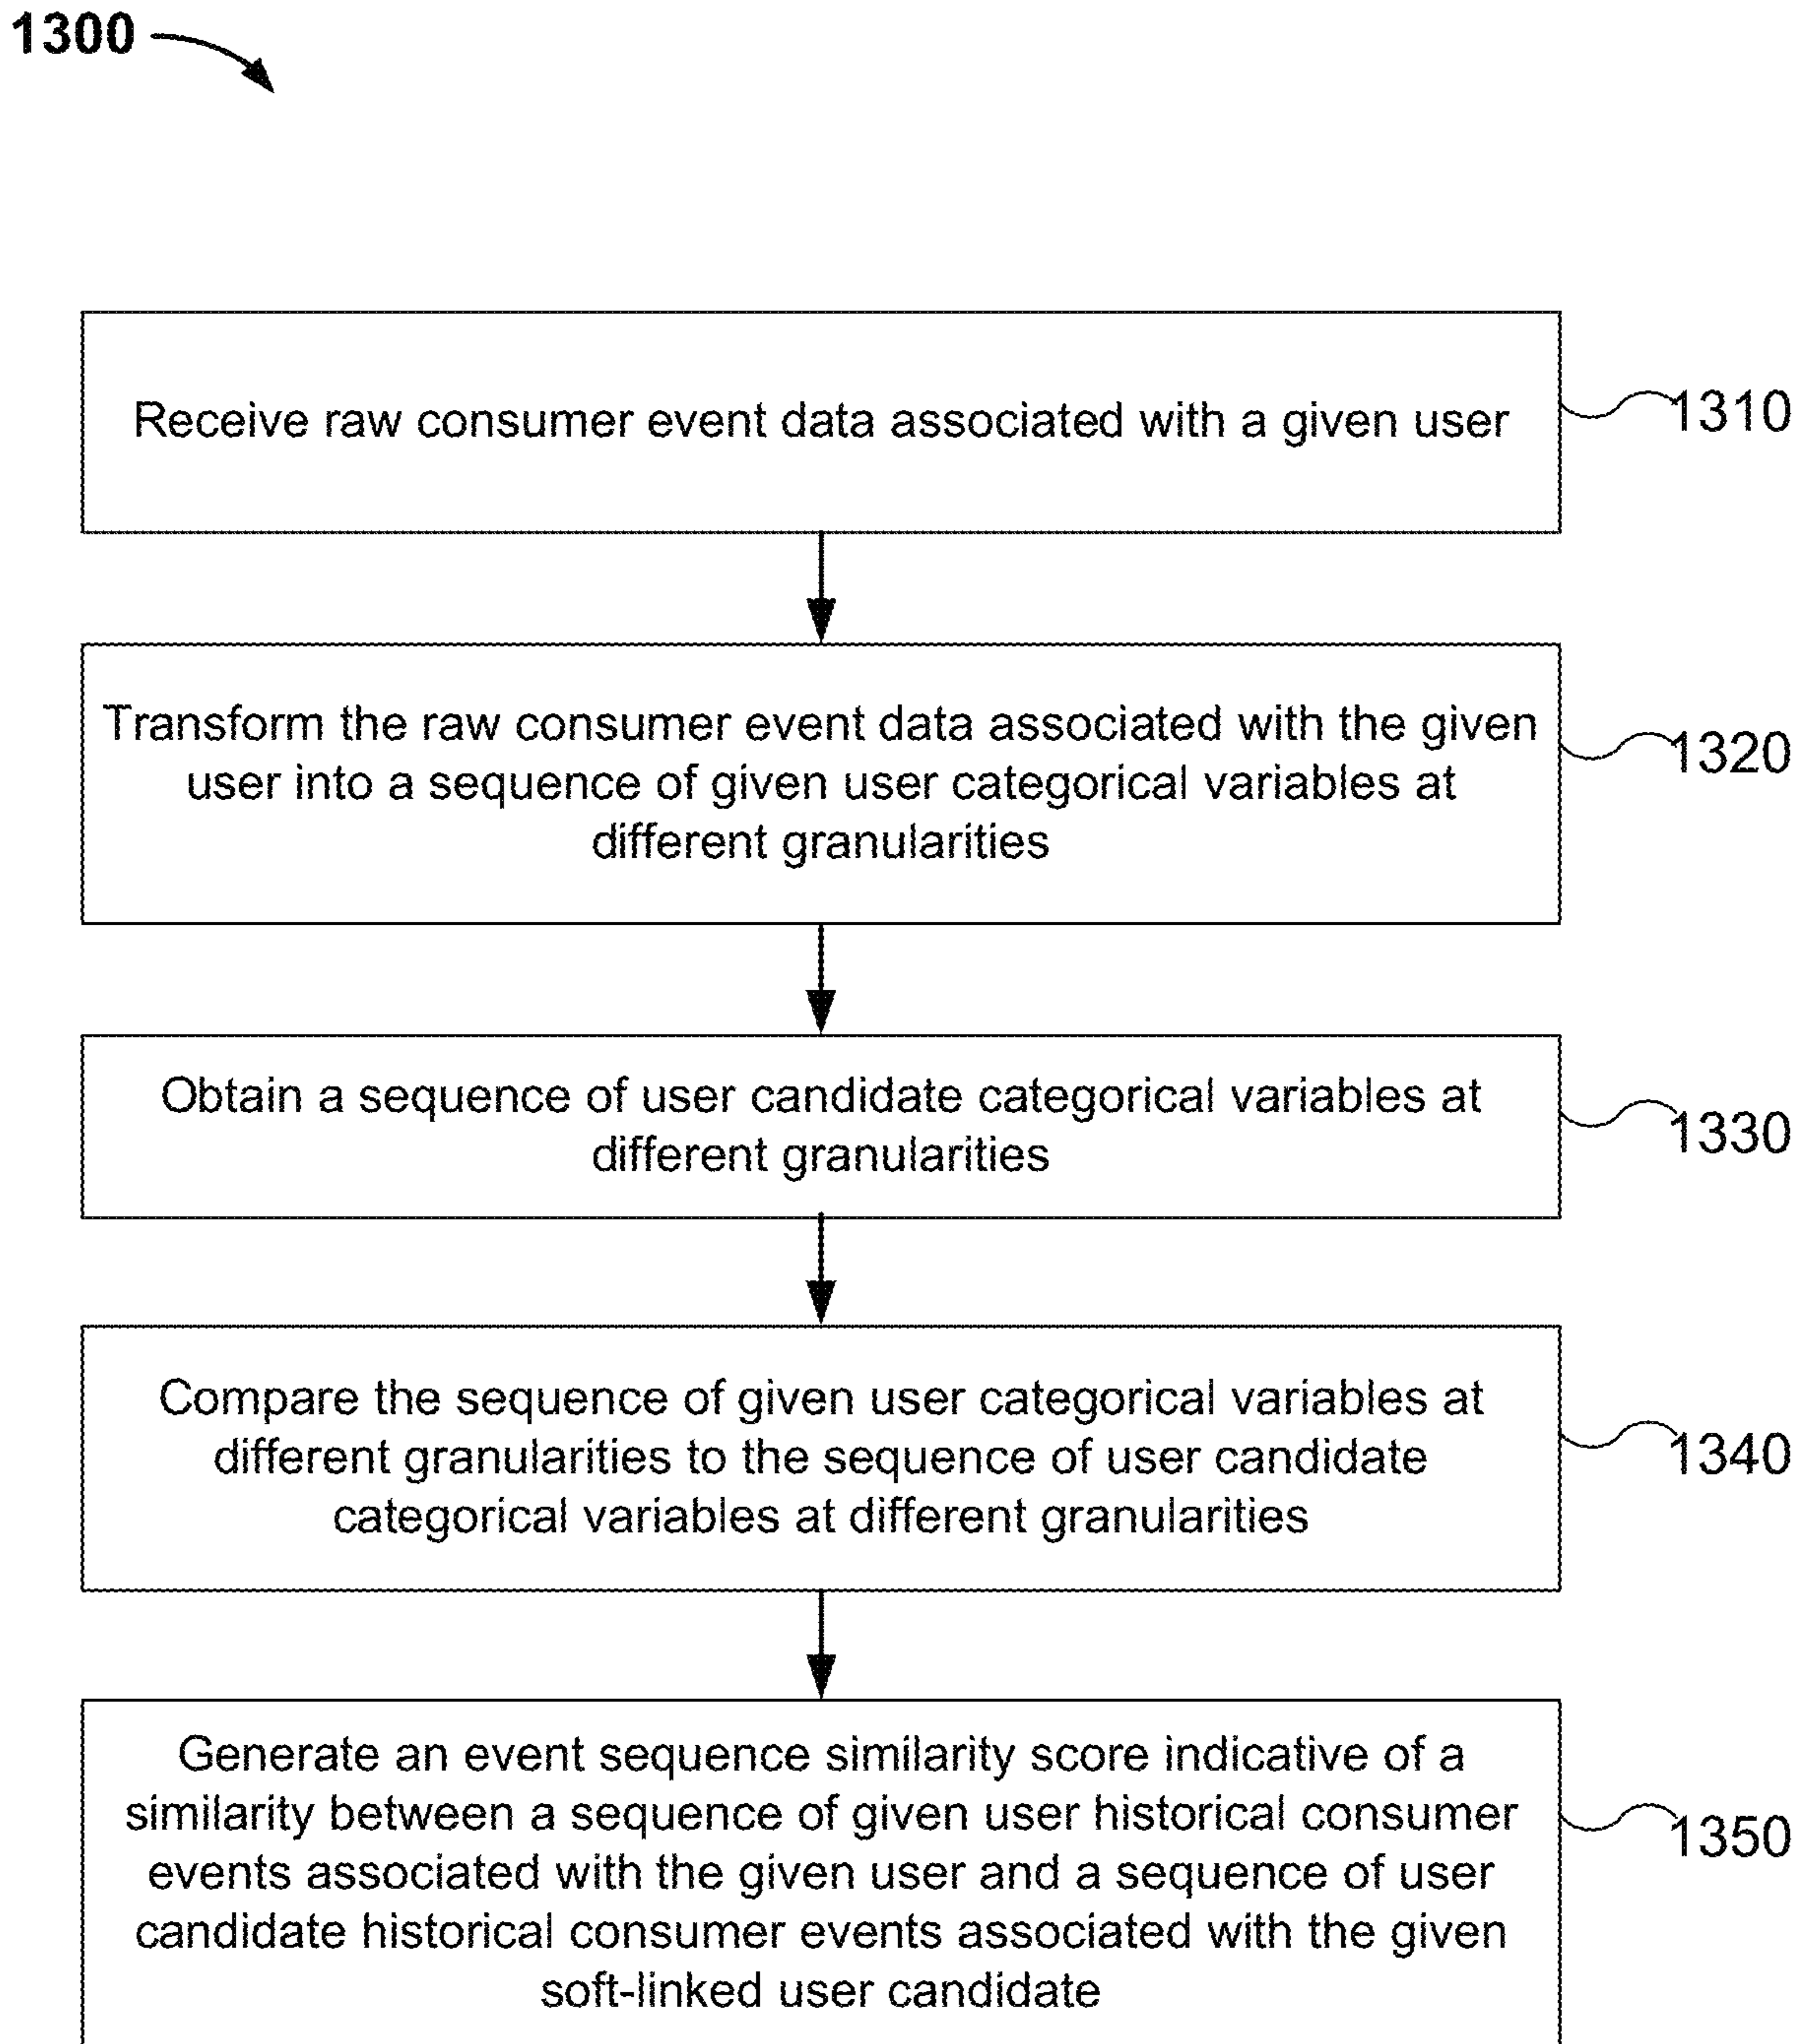 1300
Receive raw consumer event data associated with a given user
1310
Transform the raw consumer event data associated with the given
user into a sequence of given user categorical variables at
different granularities
1320
Obtain a sequence of user candidate categorical variables at
different granularities
1330
Compare the sequence of given user categorical variables at
different granularities to the sequence of user candidate
categorical variables at different granularities
1340
Generate an event sequence similarity score indicative of a
similarity between a sequence of given user historical consumer
events associated with the given user and a sequence of user
candidate historical consumer events associated with the given
soft-linked user candidate
1350